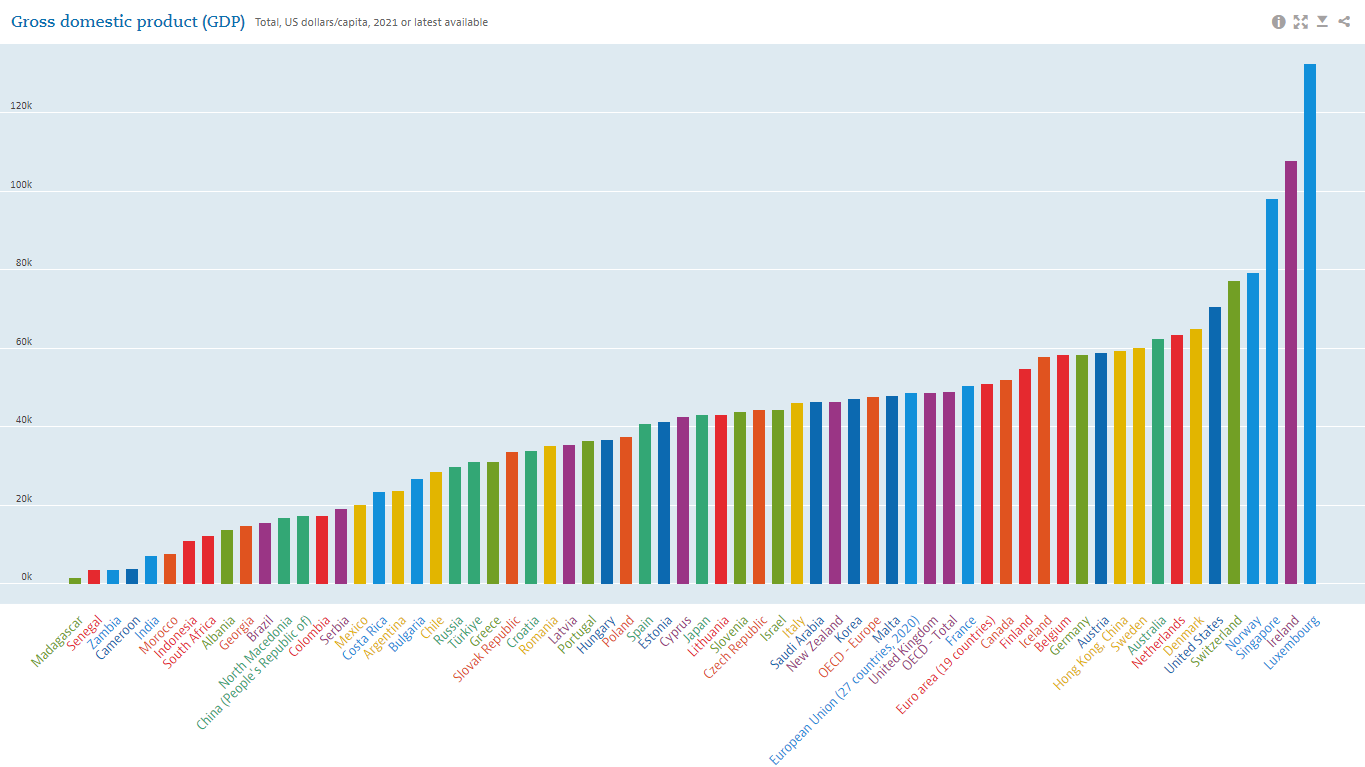 Gross domestic product (GDP) Total, US dollars/capita, 2021 or latest available
120k
100k
80k
60k
40k
20k
0k
Madagascar
Senegal
Zambia
Cameroon
India
Morocco
Indonesia
South Africa
Albania
Georgia
Brazil
North Macedonia
China (People's Republic of)
Colombia
Serbia
Mexico
Costa Rica
Argentina
Bulgaria
Chile
Russia
Türkiye
Greece
Slovak Republic
Croatia
Romania
Latvia
Portugal
Hungary
Poland
Spain
Estonia
Cyprus
Japan
Lithuania
Slovenia
Czech Republic
Israel
Italy
Saudi Arabia
New Zealand
Korea
OECD - Europe
Malta
European Union (27 countries, 2020)
United Kingdom
OECD - Total
France
Euro area (19 countries)
Canada
Finland
Iceland
Belgium
Germany
Austria
Hong Kong, China
Sweden
Australia
Netherlands
Denmark
United States
Switzerland
Norway
Singapore
Ireland
Luxembourg